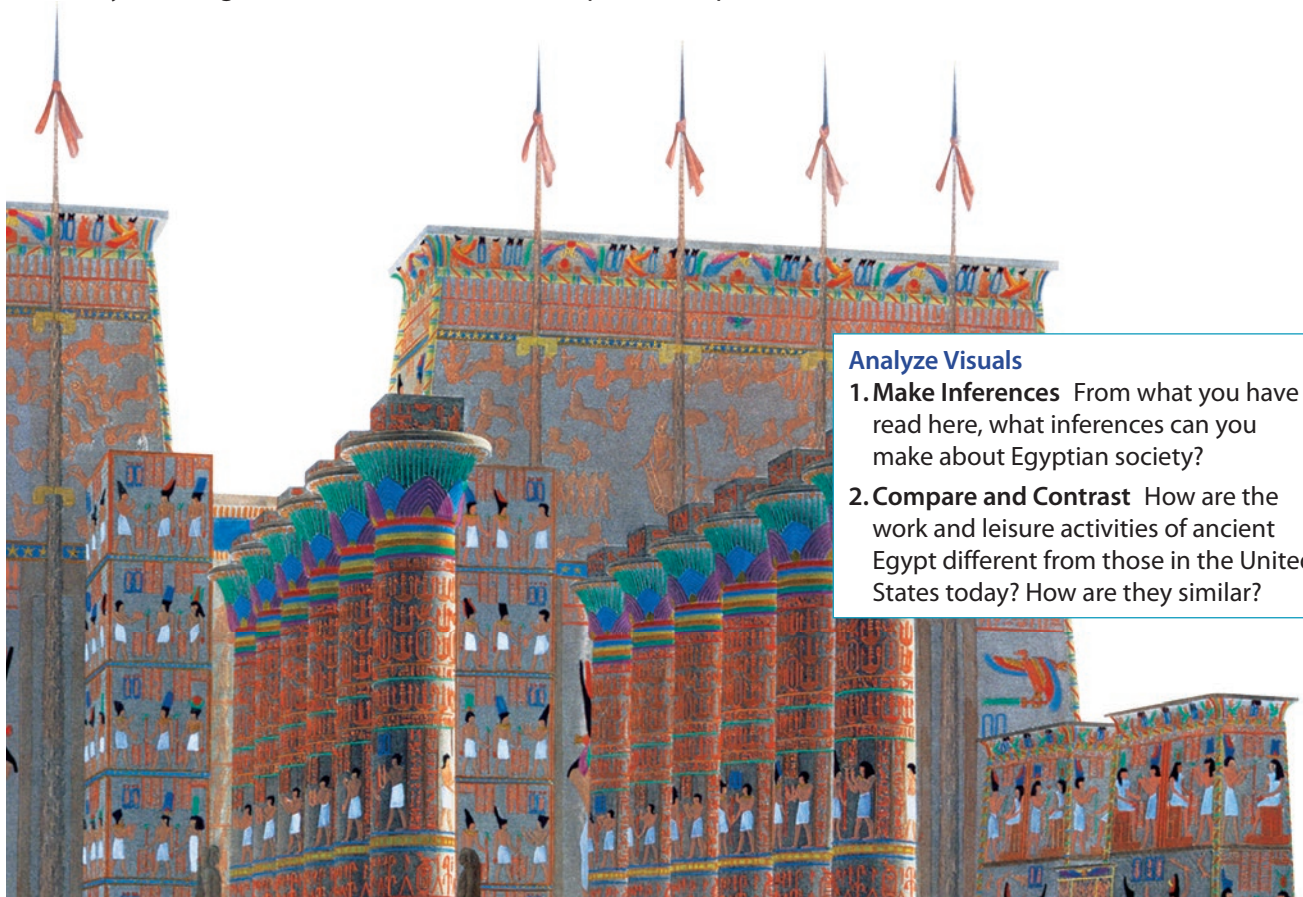 Analyze Visuals
1. Make Inferences From what you have
read here, what inferences can you
make about Egyptian society?
2. Compare and Contrast How are the
work and leisure activities of ancient
Egypt different from those in the United
States today? How are they similar?